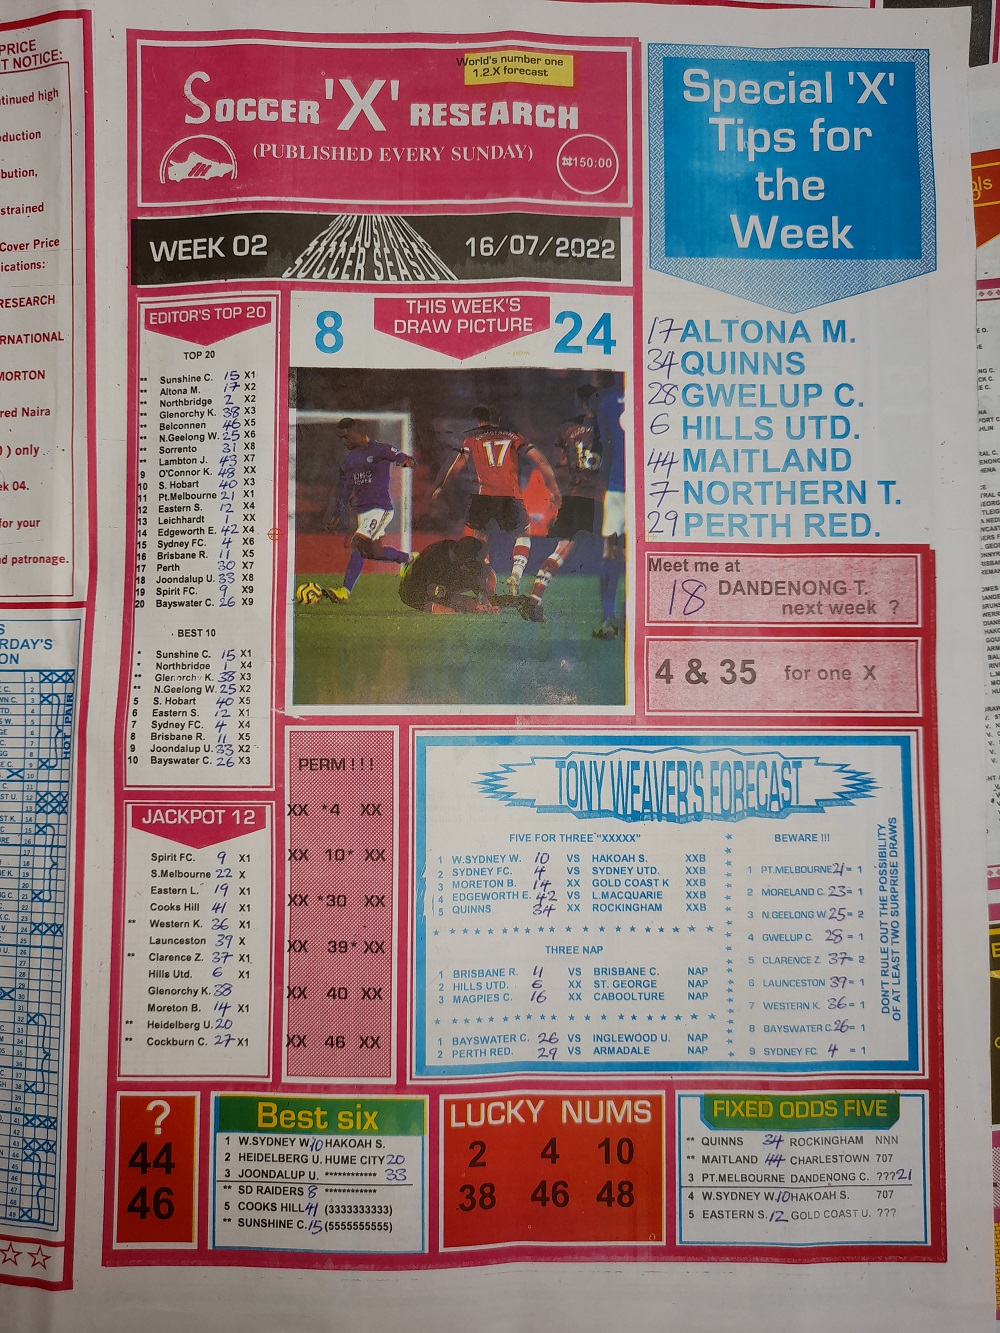 PRICE
T NOTICE:
tinued high
oduction
bution,
strained
Cover Price
ications:
RESEARCH
RNATIONAL
MORTON
red Naira
) only
ek 04.
for your
d patronage.
S
RDAY'S
ON
HOT PAIR
World's number one
1.2.X forecast
SOCCER 'X' RESEARCH
(PUBLISHED EVERY SUNDAY)
₦150:00
WEEK 02
SOCCER SEASON
16/07/2022
EDITOR'S TOP 20
TOP 20
** Sunshine C. 15 X1
** Altona M. 17 X2
** Northbridge 2 X2
** Glenorchy K. 38 X3
** Belconnen 46 X5
** N.Geelong W. 25 X6
** Sorrento 31 X8
** Lambton J. 43 X7
9 O'Connor K. 48 XX
10 S. Hobart 40 X3
11 Pt.Melbourne 21 X1
12 Eastern S. 12 X4
13 Leichhardt 1 XX
14 Edgeworth E. 42 X4
15 Sydney FC. 4 X6
16 Brisbane R. 11 X5
17 Perth 30 X7
18 Joondalup U. 33 X8
19 Spirit FC. 9 X9
20 Bayswater C. 26 X9
BEST 10
* Sunshine C. 15 X1
* Northbridge 1 X4
** Glenorchy K. 38 X3
** N.Geelong W. 25 X2
5 S. Hobart 40 X5
6 Eastern S. 12 X1
7 Sydney FC. 4 X4
8 Brisbane R. 11 X5
9 Joondalup U. 33 X2
10 Bayswater C. 26 X3
JACKPOT 12
Spirit FC. 9 X1
S.Melbourne 22 X
Eastern L. 19 X1
Cooks Hill 41 X1
** Western K. 36 X1
Launceston 39 X
** Clarence Z. 37 X1
Hills Utd. 6 X1
Glenorchy K. 38
Moreton B. 14 X1
** Heidelberg U. 20
** Cockburn C. 27 X1
8 THIS WEEK'S
DRAW PICTURE 24
17
8
Special 'X'
Tips for
the
Week
17 ALTONA M.
34 QUINNS
28 GWELUP C.
6 HILLS UTD.
44 MAITLAND
7 NORTHERN T.
29 PERTH RED.
Meet me at
18 DANDENONG T.
next week ?
4 & 35 for one X
PERM ! ! !
XX *4 XX
XX 10* XX
XX *30 XX
XX 39* XX
XX 40 XX
XX 46 XX
TONY WEAVER'S FORECAST
FIVE FOR THREE "XXXXX"
1 W.SYDNEY W. 10 VS HAKOAH S. XXB
2 SYDNEY FC. 4 VS SYDNEY UTD. XXB
3 MORETON B. 14 XX GOLD COAST K XXB
4 EDGEWORTH E. 42 VS L.MACQUARIE XXB
5 QUINNS 34 XX ROCKINGHAM XXB
* * * * * * * * * * * * * * * * * * * *
THREE NAP
1 BRISBANE R. 11 VS BRISBANE C. NAP
2 HILLS UTD. 6 XX ST. GEORGE NAP
3 MAGPIES C. 16 XX CABOOLTURE NAP
* * * * * * * * * * * * * * * * * * * *
1 BAYSWATER C. 26 VS INGLEWOOD U. NAP
2 PERTH RED. 29 VS ARMADALE NAP
BEWARE !!!
1 PT.MELBOURNE 21 = 1
2 MORELAND C. 23 = 1
3 N.GEELONG W. 25 = 2
4 GWELUP C. 28 = 1
5 CLARENCE Z. 37 = 2
6 LAUNCESTON 39 = 1
7 WESTERN K. 36 = 1
8 BAYSWATER C. 26 = 1
9 SYDNEY FC. 4 = 1
DON'T RULE OUT THE POSSIBILITY
OF AT LEAST TWO SURPRISE DRAWS
?
44
46
Best six
1 W.SYDNEY W. 10 HAKOAH S.
2 HEIDELBERG U. HUME CITY 20
3 JOONDALUP U. *********** 33
** SD RAIDERS 8 ***********
5 COOKS HILL 41 (3333333333)
** SUNSHINE C. 15 (5555555555)
LUCKY NUMS
2 4 10
38 46 48
FIXED ODDS FIVE
** QUINNS 34 ROCKINGHAM NNN
** MAITLAND 44 CHARLESTOWN 707
3 PT.MELBOURNE DANDENONG C. ??? 21
4 W.SYDNEY W. 10 HAKOAH S. 707
5 EASTERN S. 12 GOLD COAST U. ???